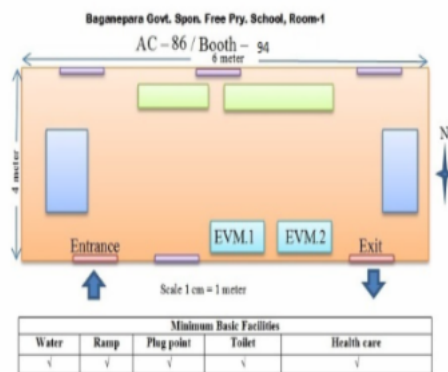 Baganepara Govt. Spon. Free Pry. School, Room-1
AC – 86 / Booth – 94
6 meter
4 meter
N
EVM.1 EVM.2
Entrance Exit
Scale 1 cm = 1 meter
Minimum Basic Facilities
Water Ramp Plug point Toilet Health care
√ √ √ √ √